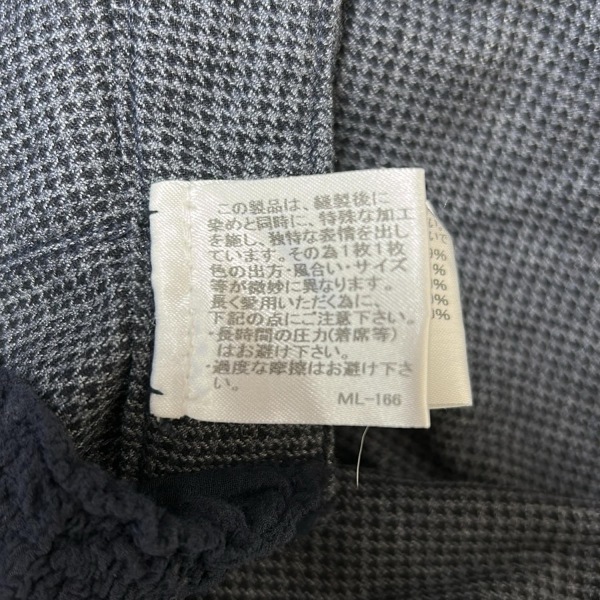 この製品は、縫製後に
染めと同時に、特殊な加工
を施し、独特な表情を出し
ています。その為1枚1枚
色の出方・風合い・サイズ
等が微妙に異なります。
長く愛用いただく為に、
下記の点にご注意下さい。
・長時間の圧力(着席等)
はお避け下さい。
・過度な摩擦はお避け下さ
い。
ML-166